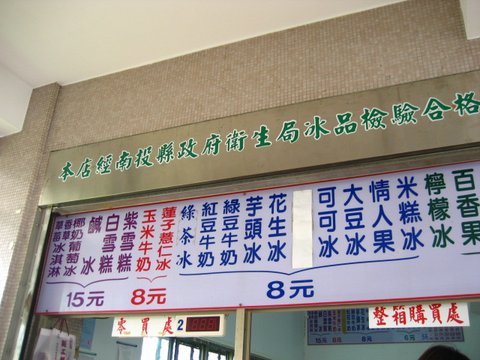 本店經南投縣政府衛生局冰品檢驗合格
草莓冰淇淋
香草冰淇淋
椰奶葡萄冰
鹹冰
白雪糕
紫雪糕
15元
玉米牛奶
蓮子薏仁冰
8元
綠茶冰
紅豆牛奶
綠豆牛奶
芋頭冰
花生冰
可可冰
大豆冰
情人果
米糕冰
檸檬冰
百香果
8元
零買處
2
整箱購買處